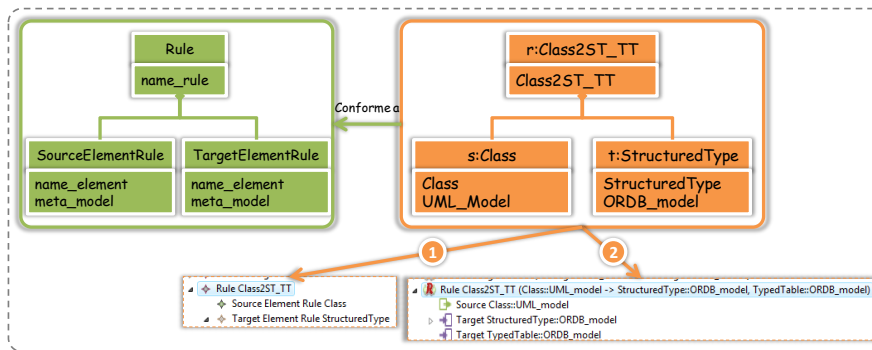 Rule
name_rule
SourceElementRule
name_element
meta_model
TargetElementRule
name_element
meta_model
Conforme a
r:Class2ST_TT
Class2ST_TT
s:Class
Class
UML_Model
t:StructuredType
StructuredType
ORDB_model
1
2
Rule Class2ST_TT
Source Element Rule Class
Target Element Rule StructuredType
R Rule Class2ST_TT (Class::UML_model -> StructuredType::ORDB_model, TypedTable::ORDB_model)
Source Class::UML_model
Target StructuredType::ORDB_model
Target TypedTable::ORDB_model